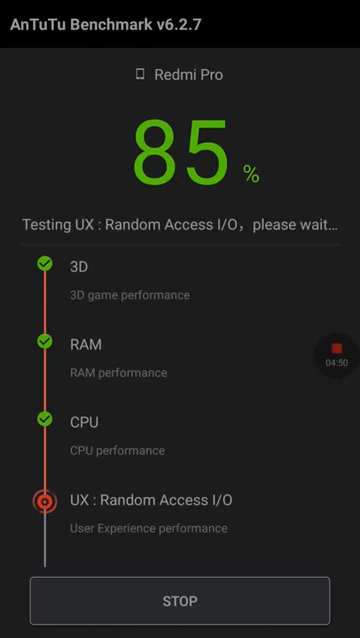 AnTuTu Benchmark v6.2.7
Redmi Pro
85 %
Testing UX : Random Access I/O，please wait...
3D
3D game performance
RAM
RAM performance
04:50
CPU
CPU performance
UX : Random Access I/O
User Experience performance
STOP